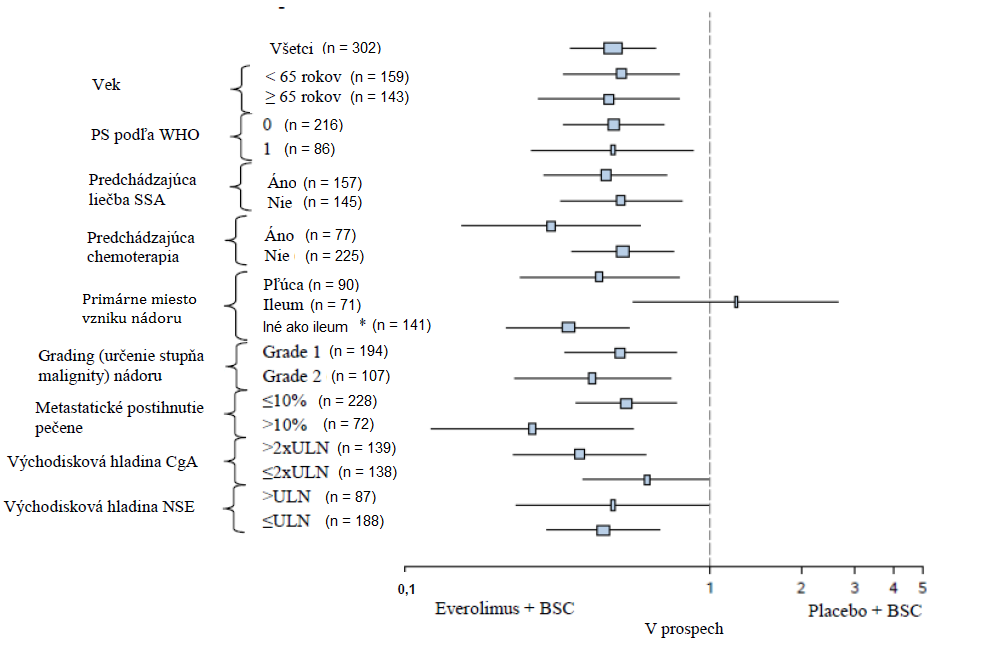 -
Všetci (n = 302)
Vek
< 65 rokov (n = 159)
≥ 65 rokov (n = 143)
PS podľa WHO
0 (n = 216)
1 (n = 86)
Predchádzajúca
liečba SSA
Áno (n = 157)
Nie (n = 145)
Predchádzajúca
chemoterapia
Áno (n = 77)
Nie (n = 225)
Primárne miesto
vzniku nádoru
Pľúca (n = 90)
Ileum (n = 71)
Iné ako ileum * (n = 141)
Grading (určenie stupňa
malignity) nádoru
Grade 1 (n = 194)
Grade 2 (n = 107)
Metastatické postihnutie
pečene
≤10% (n = 228)
>10% (n = 72)
Východisková hladina CgA
>2xULN (n = 139)
≤2xULN (n = 138)
Východisková hladina NSE
>ULN (n = 87)
≤ULN (n = 188)
0,1 1 2 3 4 5
Everolimus + BSC
Placebo + BSC
V prospech